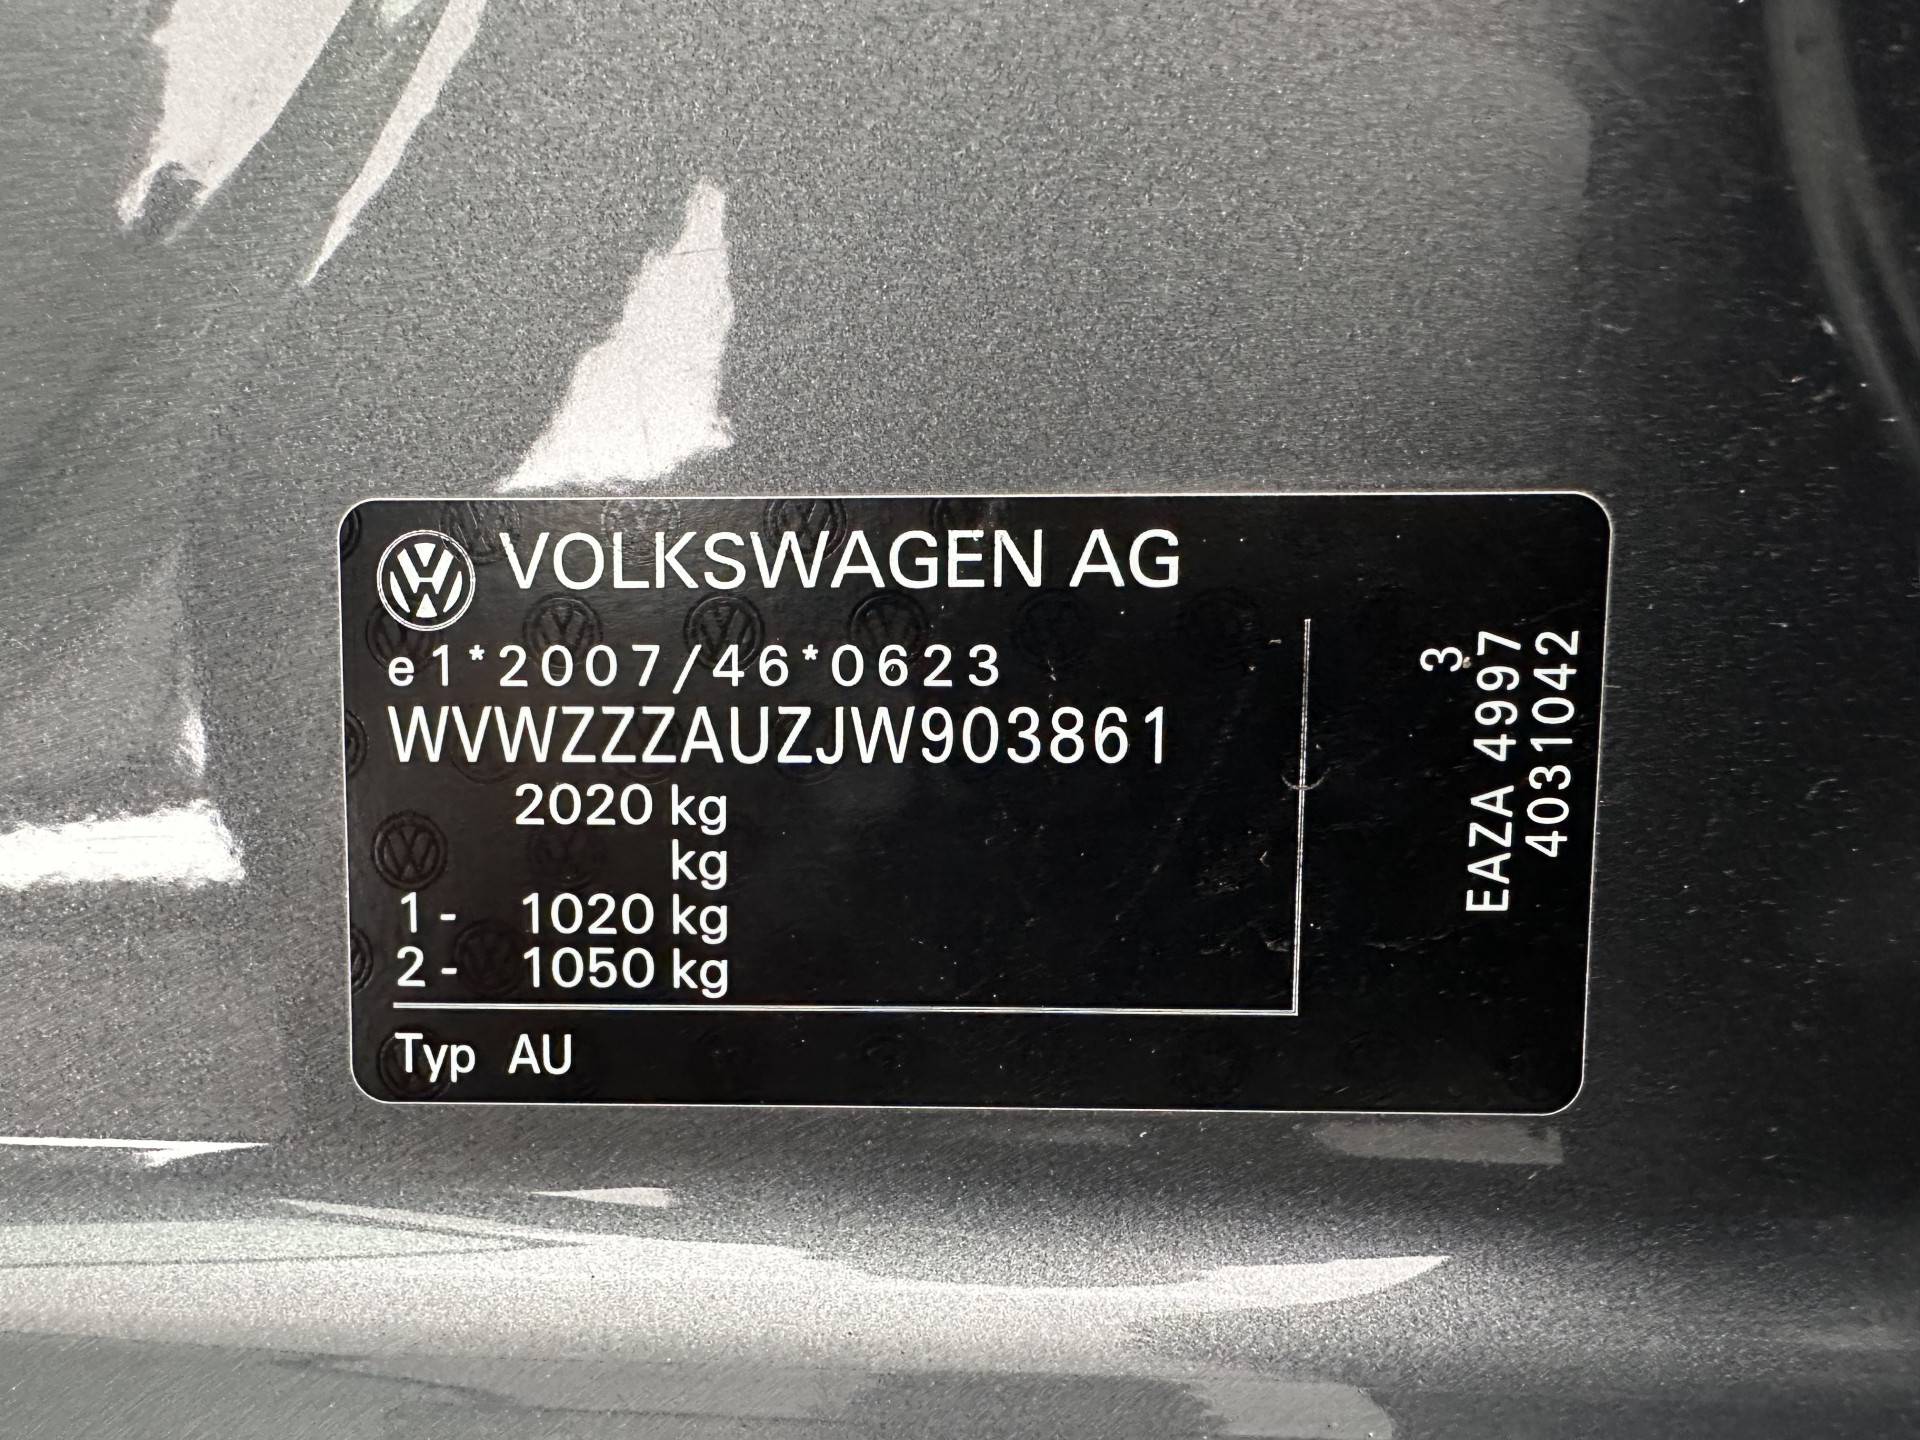 VOLKSWAGEN AG
e1*2007/46*0623
WVWZZZAUZJW903861
2020 kg
kg
1- 1020 kg
2- 1050 kg
Typ AU
3
EAZA 4997
4031042